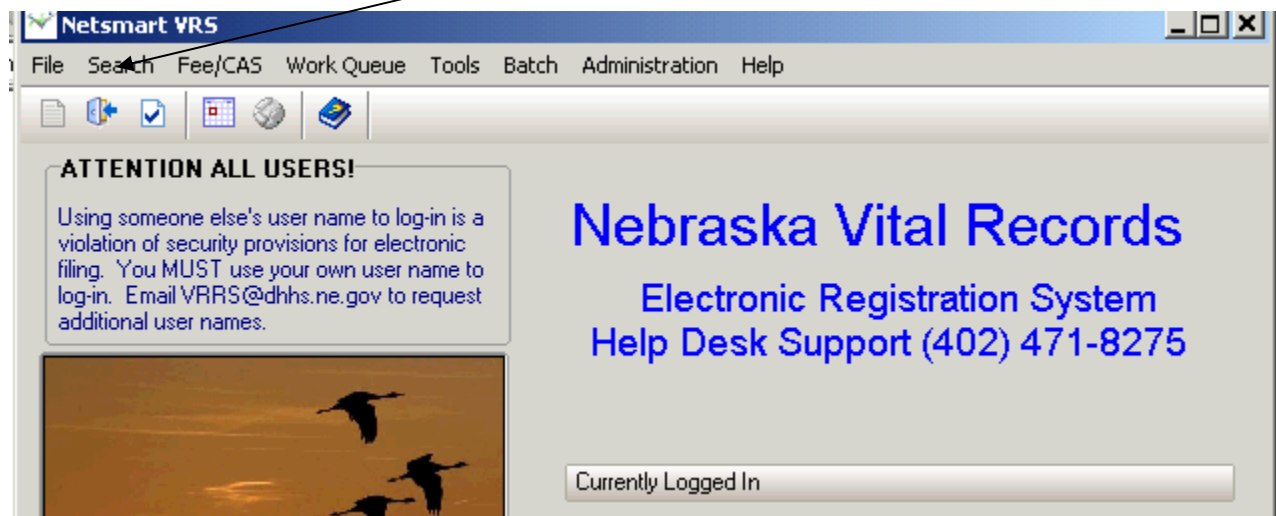 Netsmart VRS
File Search Fee/CAS Work Queue Tools Batch Administration Help
ATTENTION ALL USERS!
Using someone else's user name to log-in is a
violation of security provisions for electronic
filing. You MUST use your own user name to
log-in. Email VRRS@dhhs.ne.gov to request
additional user names.
Nebraska Vital Records
Electronic Registration System
Help Desk Support (402) 471-8275
Currently Logged In